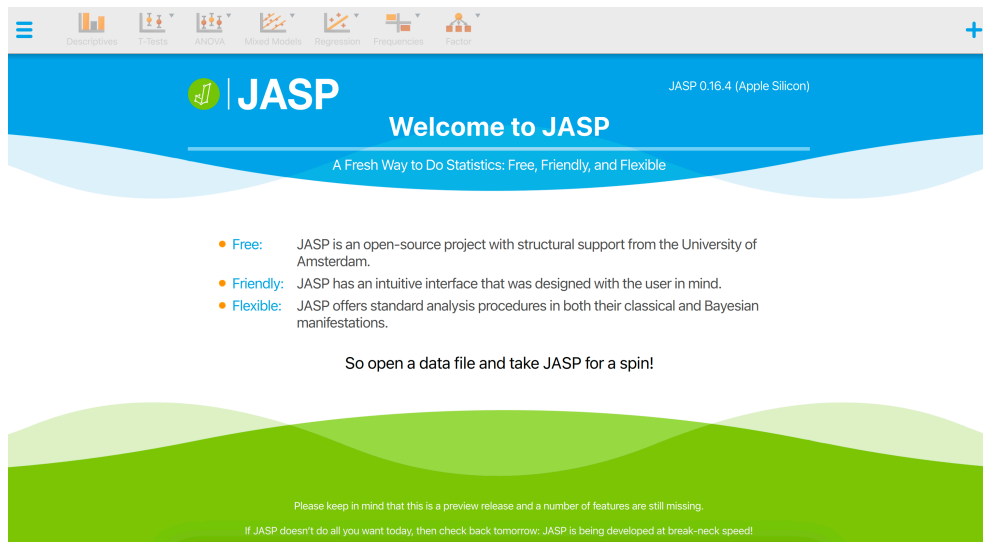 Descriptives T-Tests ANOVA Mixed Models Regression Frequencies Factor
JASP
JASP 0.16.4 (Apple Silicon)
Welcome to JASP
A Fresh Way to Do Statistics: Free, Friendly, and Flexible
Free: JASP is an open-source project with structural support from the University of
Amsterdam.
Friendly: JASP has an intuitive interface that was designed with the user in mind.
Flexible: JASP offers standard analysis procedures in both their classical and Bayesian
manifestations.
So open a data file and take JASP for a spin!
Please keep in mind that this is a preview release and a number of features are still missing.
If JASP doesn't do all you want today, then check back tomorrow: JASP is being developed at break-neck speed!